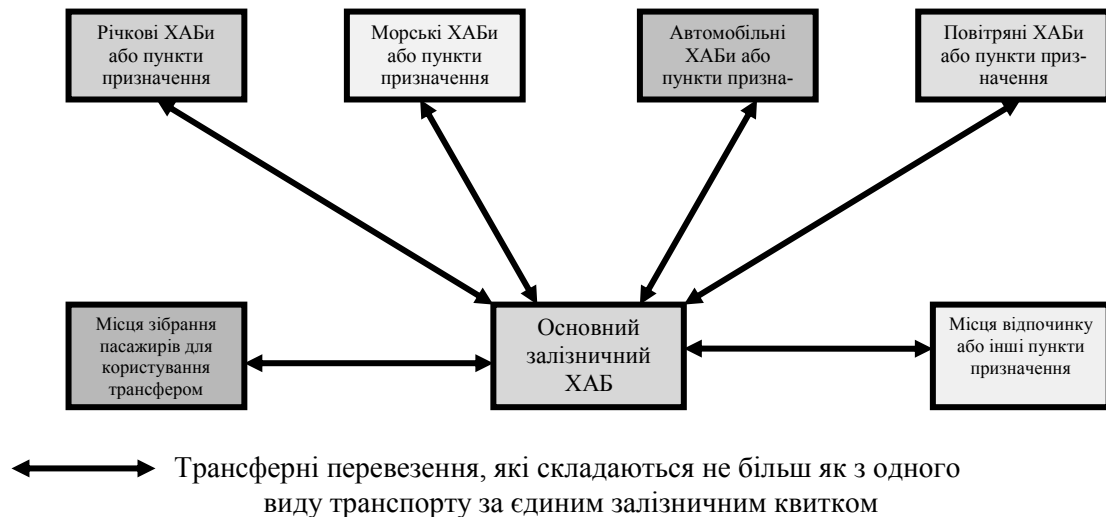 Річкові ХАБи
або пункти
призначення
Морські ХАБи
або пункти
призначення
Автомобільні
ХАБи або
пункти призна-
Повітряні ХАБи
або пункти приз-
начення
Місця зібрання
пасажирів для
користування
трансфером
Основний
залізничний
ХАБ
Місця відпочинку
або інші пункти
призначення
Трансферні перевезення, які складаються не більш як з одного
виду транспорту за єдиним залізничним квитком